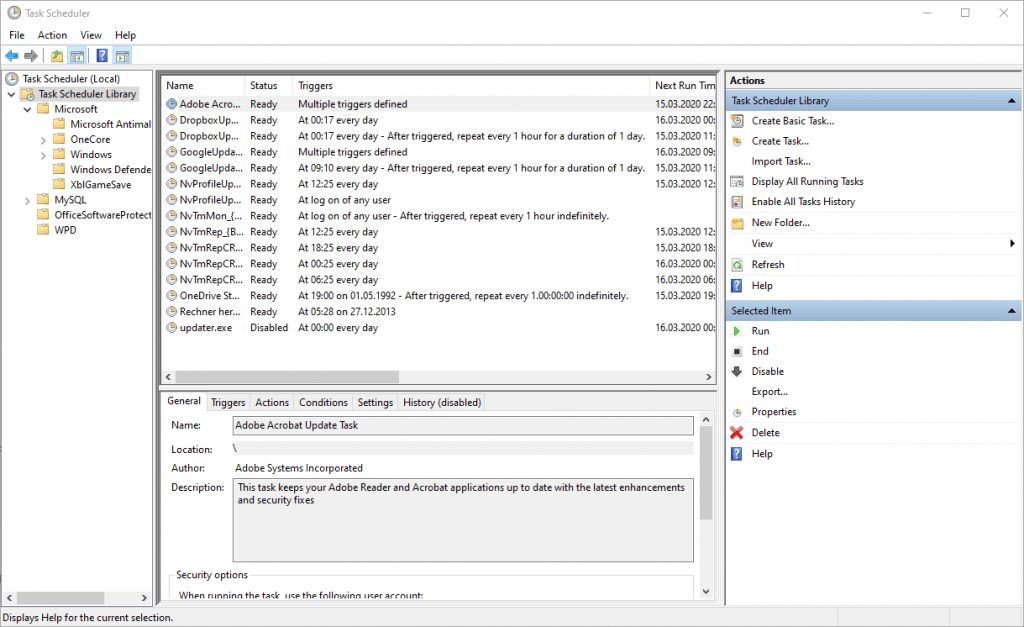 Task Scheduler
File Action View Help
Task Scheduler (Local)
Task Scheduler Library
Microsoft
Microsoft Antimal
OneCore
Windows
Windows Defende
XblGameSave
MySQL
OfficeSoftwareProtect
WPD
Name Status Triggers Next Run Tim
Adobe Acro... Ready Multiple triggers defined 15.03.2020 22:
DropboxUp... Ready At 00:17 every day 16.03.2020 00:
DropboxUp... Ready At 00:17 every day - After triggered, repeat every 1 hour for a duration of 1 day. 15.03.2020 11:
GoogleUpda... Ready Multiple triggers defined 16.03.2020 09:
GoogleUpda... Ready At 09:10 every day - After triggered, repeat every 1 hour for a duration of 1 day. 15.03.2020 11:
NvProfileUp... Ready At 12:25 every day 15.03.2020 12:
NvProfileUp... Ready At log on of any user
NvTmMon_{... Ready At log on of any user - After triggered, repeat every 1 hour indefinitely.
NvTmRep_{B... Ready At 12:25 every day 15.03.2020 12:
NvTmRepCR... Ready At 18:25 every day 15.03.2020 18:
NvTmRepCR... Ready At 00:25 every day 16.03.2020 00:
NvTmRepCR... Ready At 06:25 every day 16.03.2020 06:
OneDrive St... Ready At 19:00 on 01.05.1992 - After triggered, repeat every 1.00:00:00 indefinitely. 15.03.2020 19:
Rechner her... Ready At 05:28 on 27.12.2013
updater.exe Disabled At 00:00 every day 16.03.2020 00:
General Triggers Actions Conditions Settings History (disabled)
Name: Adobe Acrobat Update Task
Location: \
Author: Adobe Systems Incorporated
Description: This task keeps your Adobe Reader and Acrobat applications up to date with the latest enhancements
and security fixes
Security options
When running the task, use the following user account:
Actions
Task Scheduler Library
Create Basic Task...
Create Task...
Import Task...
Display All Running Tasks
Enable All Tasks History
New Folder...
View
Refresh
Help
Selected Item
Run
End
Disable
Export...
Properties
Delete
Help
Displays Help for the current selection.